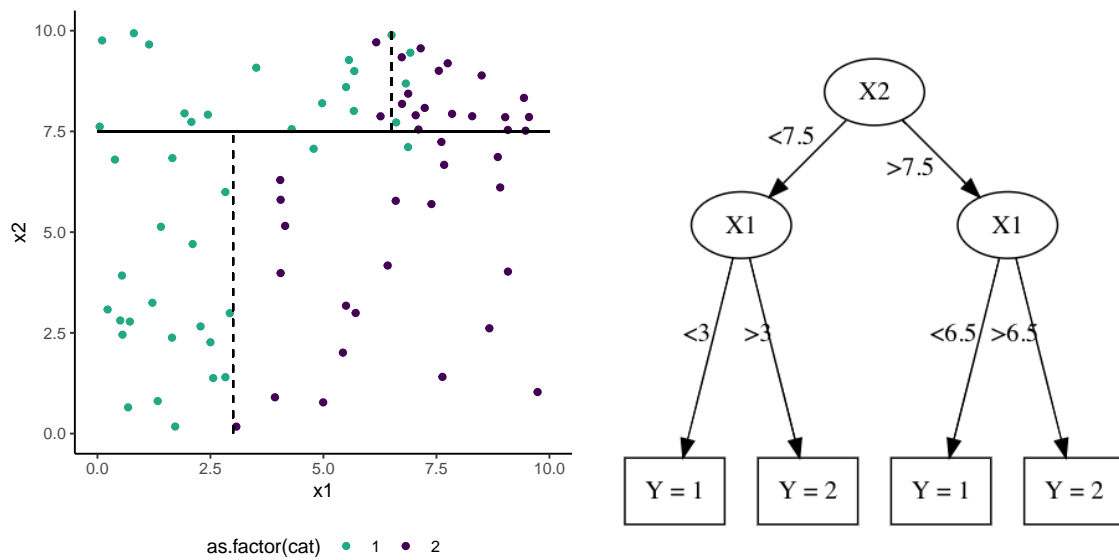 10.0
7.5
5.0
2.5
0.0
x2
0.0 2.5 5.0 7.5 10.0
x1
as.factor(cat) 1 2
X2
<7.5 >7.5
X1 X1
<3 >3 <6.5 >6.5
Y = 1 Y = 2 Y = 1 Y = 2